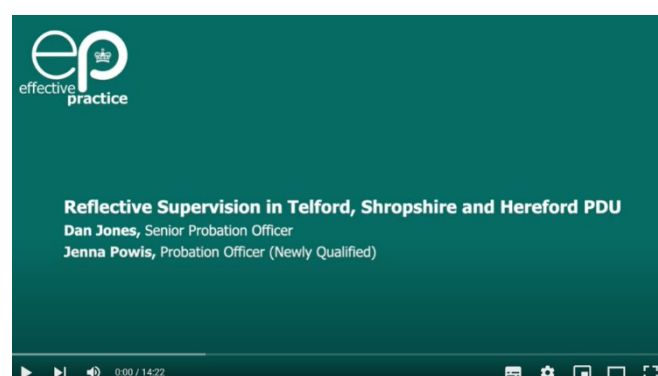 ep
effective
practice
Reflective Supervision in Telford, Shropshire and Hereford PDU
Dan Jones, Senior Probation Officer
Jenna Powis, Probation Officer (Newly Qualified)
0:00 / 14:22